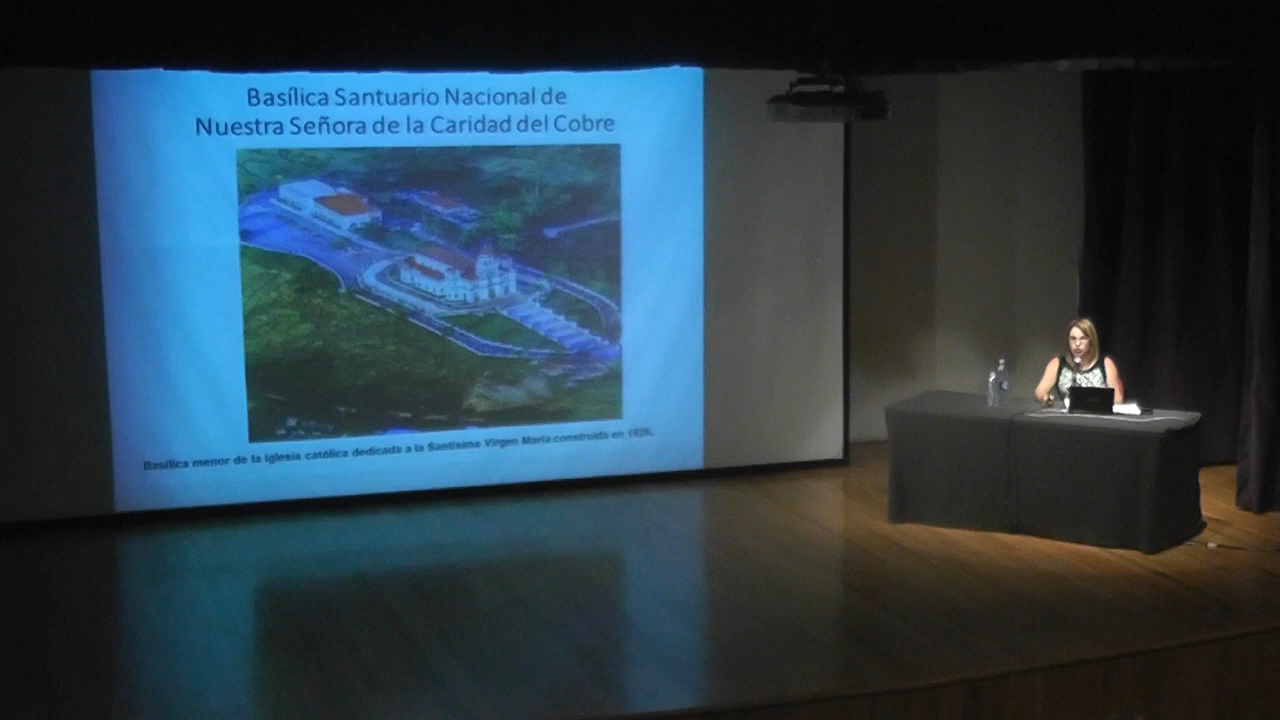 Basílica Santuario Nacional de
Nuestra Señora de la Caridad del Cobre
Basílica menor de la iglesia católica dedicada a la Santísima Virgen María construida en 1926.